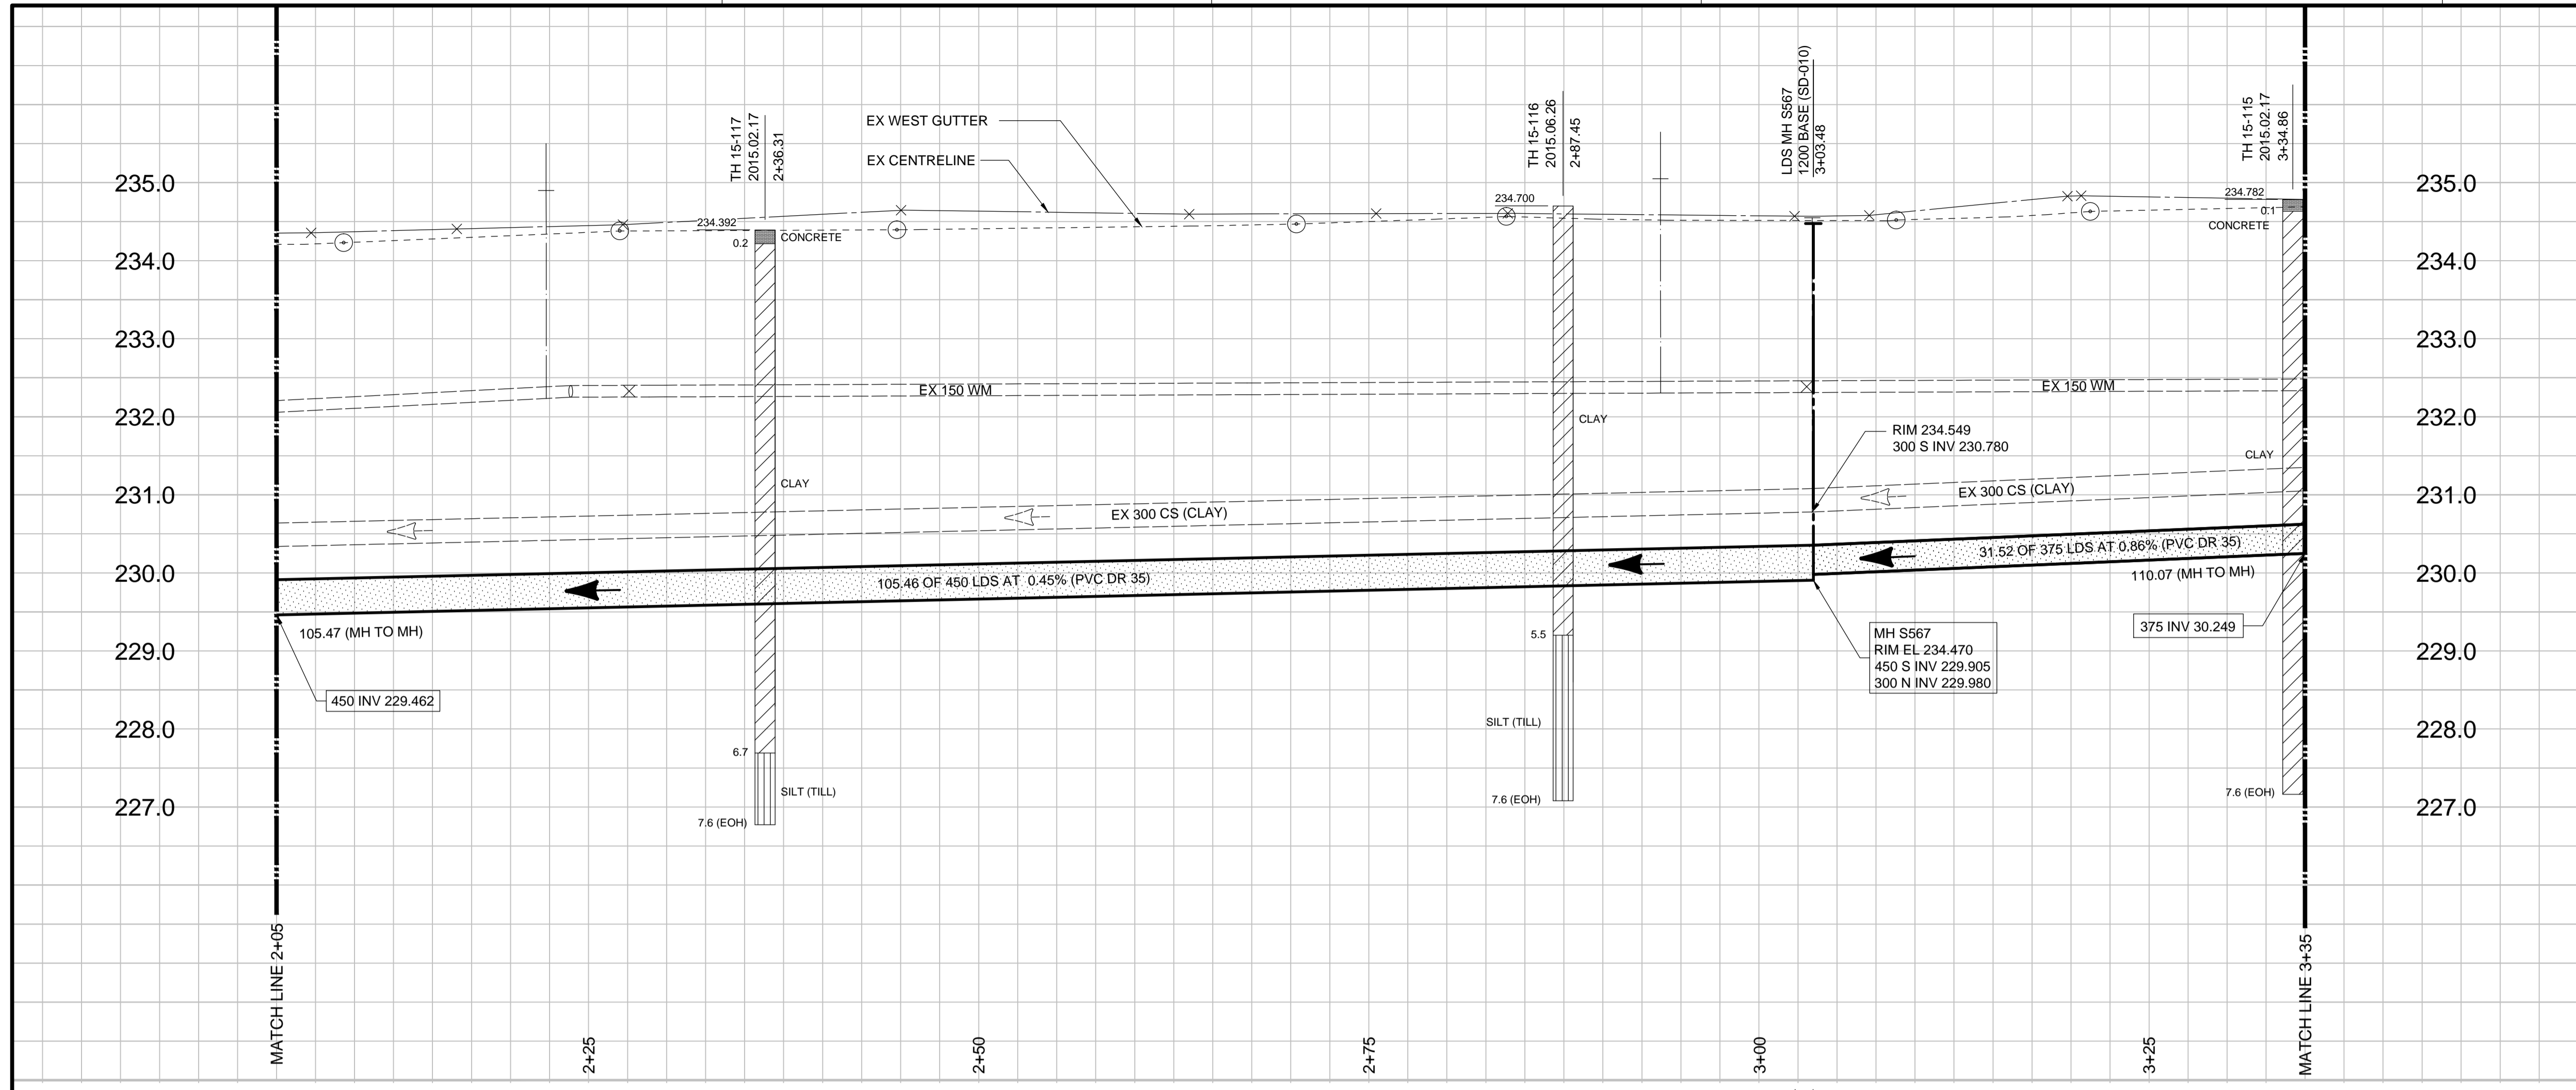 LDS MH S567
1200 BASE (SD-010)
3+03.48
TH 15-117
2015.02.17
2+36.31
EX WEST GUTTER
EX CENTRELINE
TH 15-116
2015.06.26
2+87.45
TH 15-115
2015.02.17
3+34.86
235.0
234.392
234.700
234.782
235.0
0.1
CONCRETE
0.2
CONCRETE
234.0
234.0
233.0
233.0
EX 150 WM
EX 150 WM
232.0
232.0
CLAY
RIM 234.549
300 S INV 230.780
CLAY
CLAY
231.0
EX 300 CS (CLAY)
EX 300 CS (CLAY)
231.0
230.0
105.46 OF 450 LDS AT 0.45% (PVC DR 35)
31.52 OF 375 LDS AT 0.86% (PVC DR 35)
110.07 (MH TO MH)
230.0
105.47 (MH TO MH)
5.5
MH S567
RIM EL 234.470
450 S INV 229.905
300 N INV 229.980
375 INV 30.249
229.0
229.0
450 INV 229.462
228.0
SILT (TILL)
228.0
6.7
SILT (TILL)
7.6 (EOH)
7.6 (EOH)
7.6 (EOH)
227.0
227.0
MATCH LINE 2+05
2+25
2+50
2+75
3+00
3+25
MATCH LINE 3+35